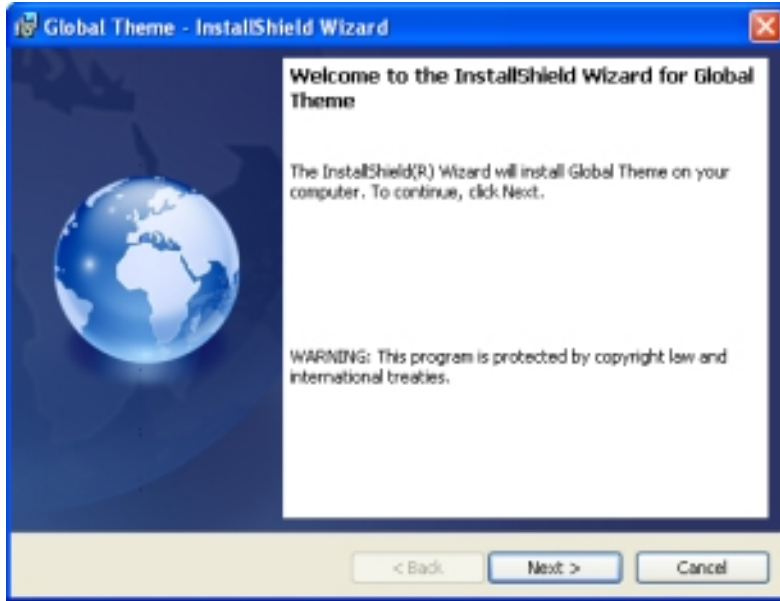 Global Theme - InstallShield Wizard
Welcome to the InstallShield Wizard for Global
Theme
The InstallShield(R) Wizard will install Global Theme on your
computer. To continue, click Next.
WARNING: This program is protected by copyright law and
international treaties.
< Back
Next >
Cancel